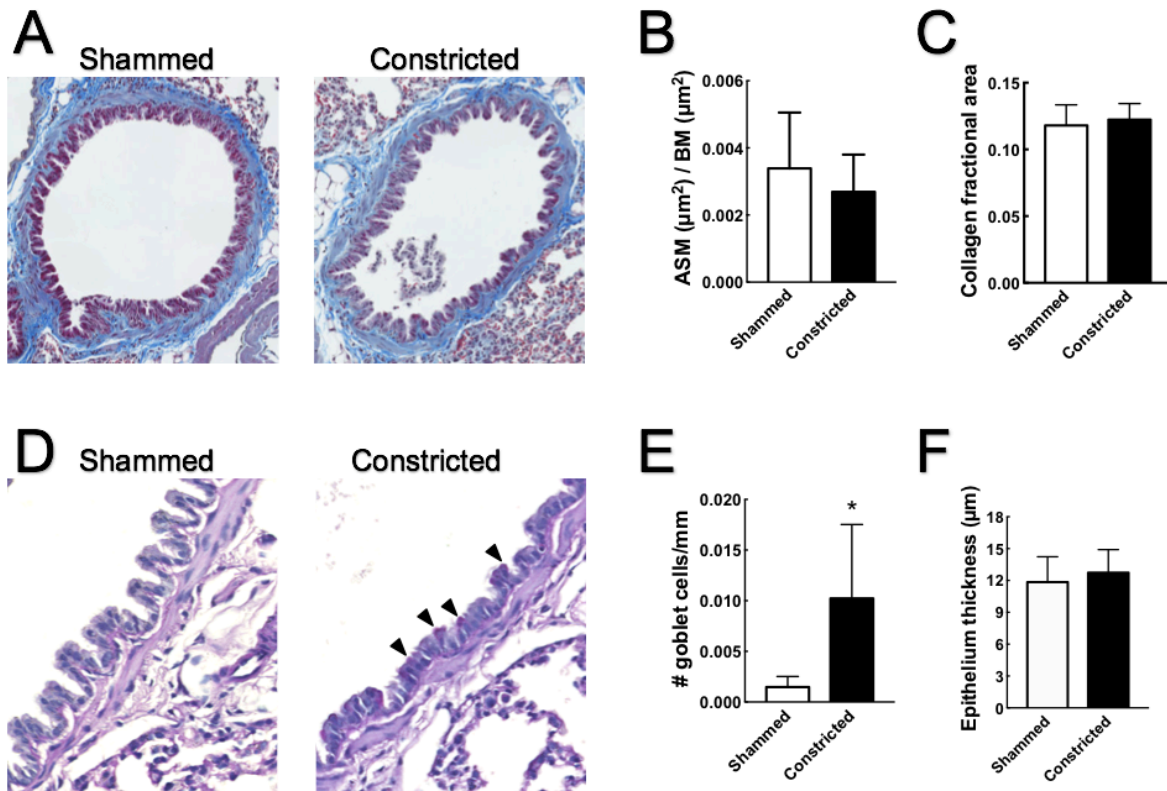 A
Shammed
Constricted
B
ASM (µm²) / BM (µm²)
0.006
0.004
0.002
0.000
Shammed
Constricted
C
Collagen fractional area
0.15
0.10
0.05
0.00
Shammed
Constricted
D
Shammed
Constricted
E
# goblet cells/mm
0.020
0.015
0.010
0.005
0.000
*
Shammed
Constricted
F
Epithelium thickness (µm)
18
15
12
9
6
3
0
Shammed
Constricted